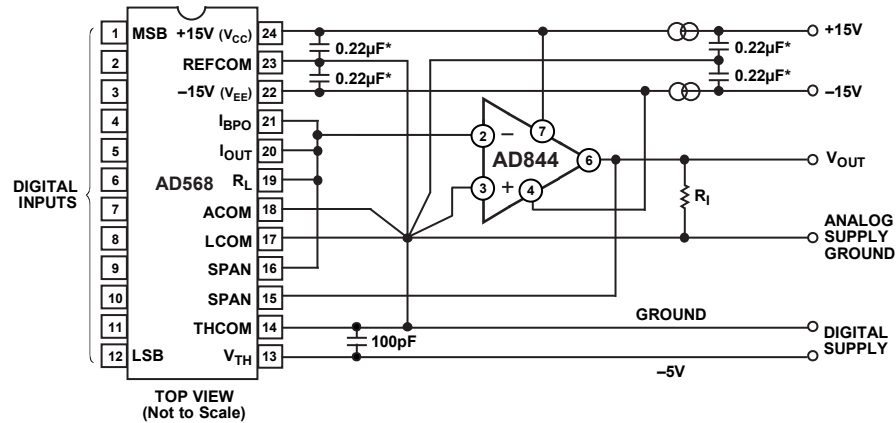 1 MSB +15V (VCC) 24
2 REFCOM 23
3 –15V (VEE) 22
4 IBPO 21
5 IOUT 20
6 RL 19
7 ACOM 18
8 LCOM 17
9 SPAN 16
10 SPAN 15
11 THCOM 14
12 LSB VTH 13
AD568
DIGITAL
INPUTS
TOP VIEW
(Not to Scale)
0.22µF*
0.22µF*
0.22µF*
0.22µF*
+15V
–15V
2 –
3 +
7
4
6
AD844
VOUT
RI
ANALOG
SUPPLY
GROUND
GROUND
100pF
–5V
DIGITAL
SUPPLY